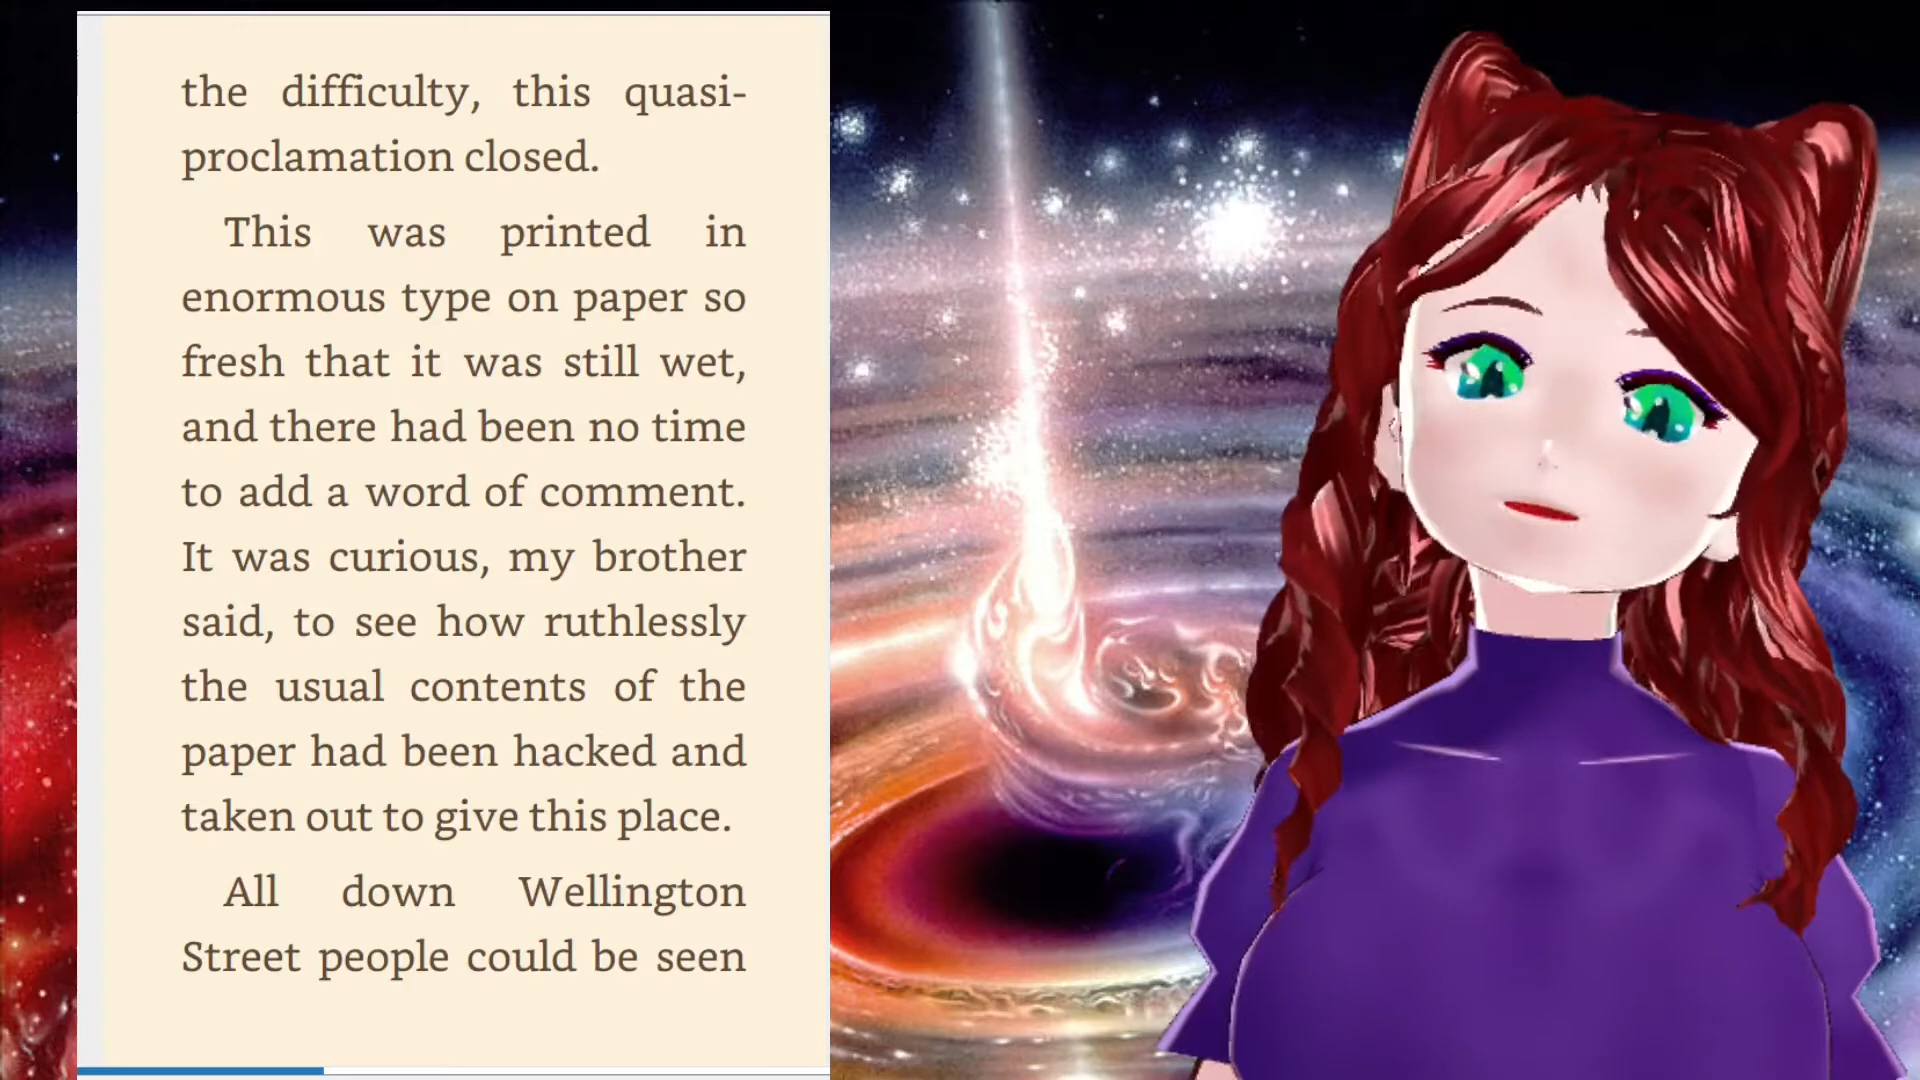 the difficulty, this quasi-
proclamation closed.
This was printed in
enormous type on paper so
fresh that it was still wet,
and there had been no time
to add a word of comment.
It was curious, my brother
said, to see how ruthlessly
the usual contents of the
paper had been hacked and
taken out to give this place.
All down Wellington
Street people could be seen